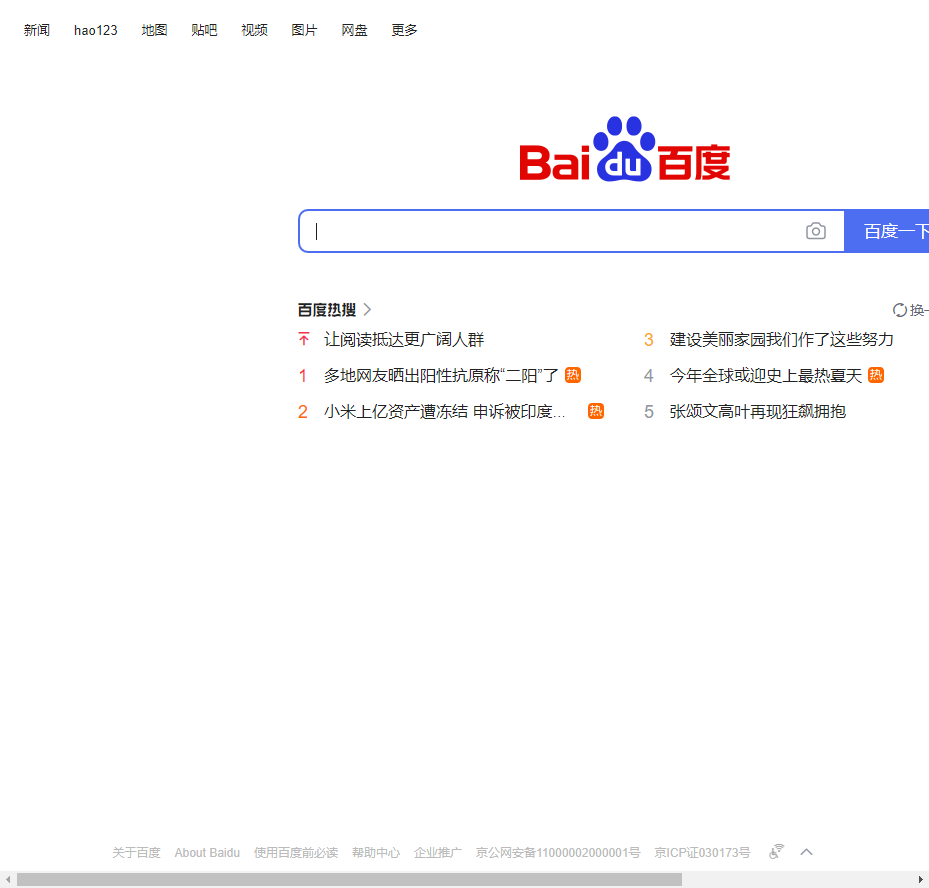 新闻 hao123 地图 贴吧 视频 图片 网盘 更多
Bai du 百度
百度一下
百度热搜
换一
让阅读抵达更广阔人群
1 多地网友晒出阳性抗原称“二阳”了 热
2 小米上亿资产遭冻结 申诉被印度... 热
3 建设美丽家园我们作了这些努力
4 今年全球或迎史上最热夏天 热
5 张颂文高叶再现狂飙拥抱
关于百度 About Baidu 使用百度前必读 帮助中心 企业推广 京公网安备11000002000001号 京ICP证030173号